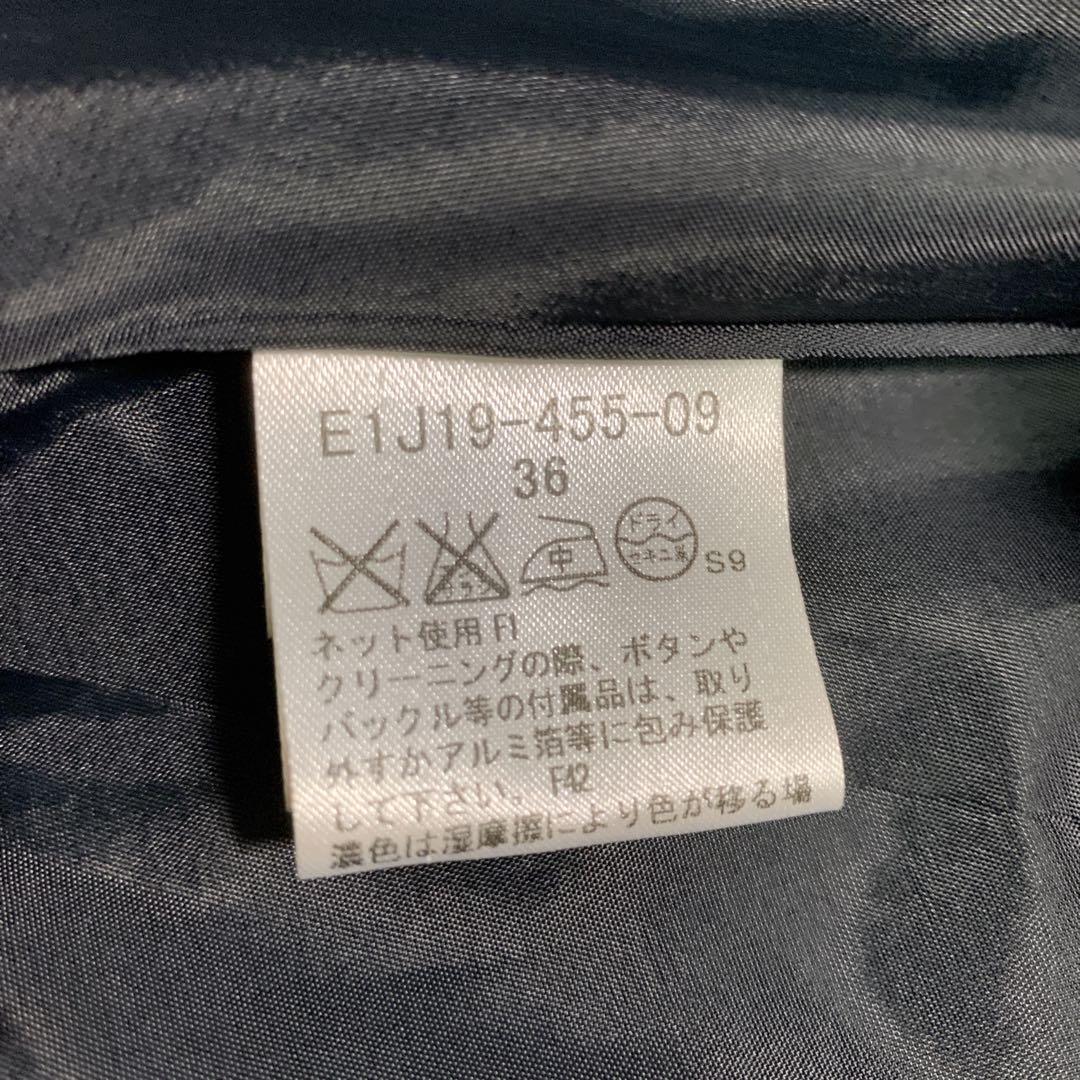 E1J19-455-09
36
中
ドライ
セキユ系
S9
ネット使用 F1
クリーニングの際、ボタンや
バックル等の付属品は、取り
外すかアルミ箔等に包み保護
して下さい。 F42
濃色は湿摩擦により色が移る場